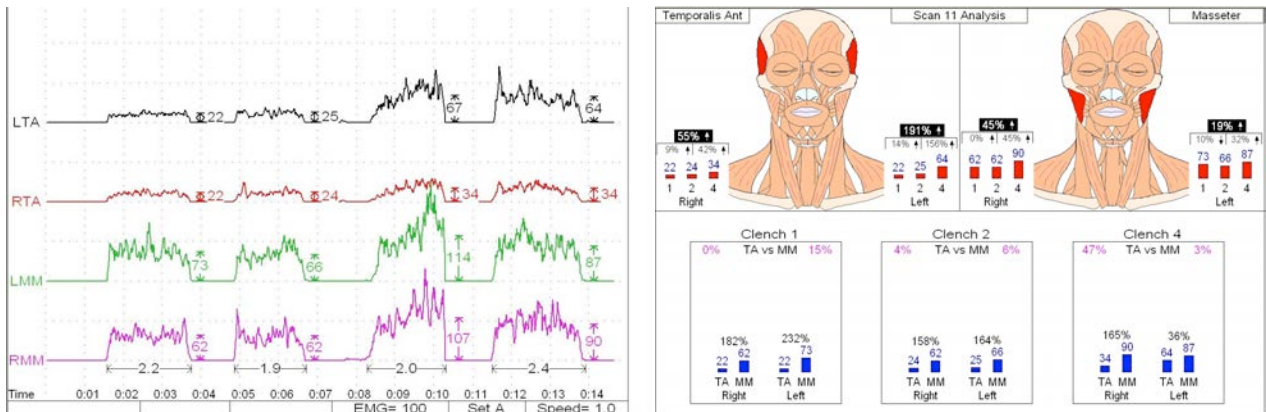 LTA 22 25 67 64
RTA 22 24 34 34
LMM 73 66 114 87
RMM 62 62 107 90
2.2 1.9 2.0 2.4
Time 0:01 0:02 0:03 0:04 0:05 0:06 0:07 0:08 0:09 0:10 0:11 0:12 0:13 0:14
EMG= 100 Set A Speed= 1.0
Temporalis Ant Scan 11 Analysis Masseter
55% 191% 45% 19%
9% 42% 14% 156% 0% 45% 10% 32%
22 24 34 22 25 64 62 62 90 73 66 87
1 2 4 1 2 4 1 2 4 1 2 4
Right Left Right Left
Clench 1 Clench 2 Clench 4
0% TA vs MM 15% 4% TA vs MM 6% 47% TA vs MM 3%
182% 232% 158% 164% 165% 36%
22 62 22 73 24 62 25 66 34 90 64 87
TA MM TA MM TA MM TA MM TA MM TA MM
Right Left Right Left Right Left